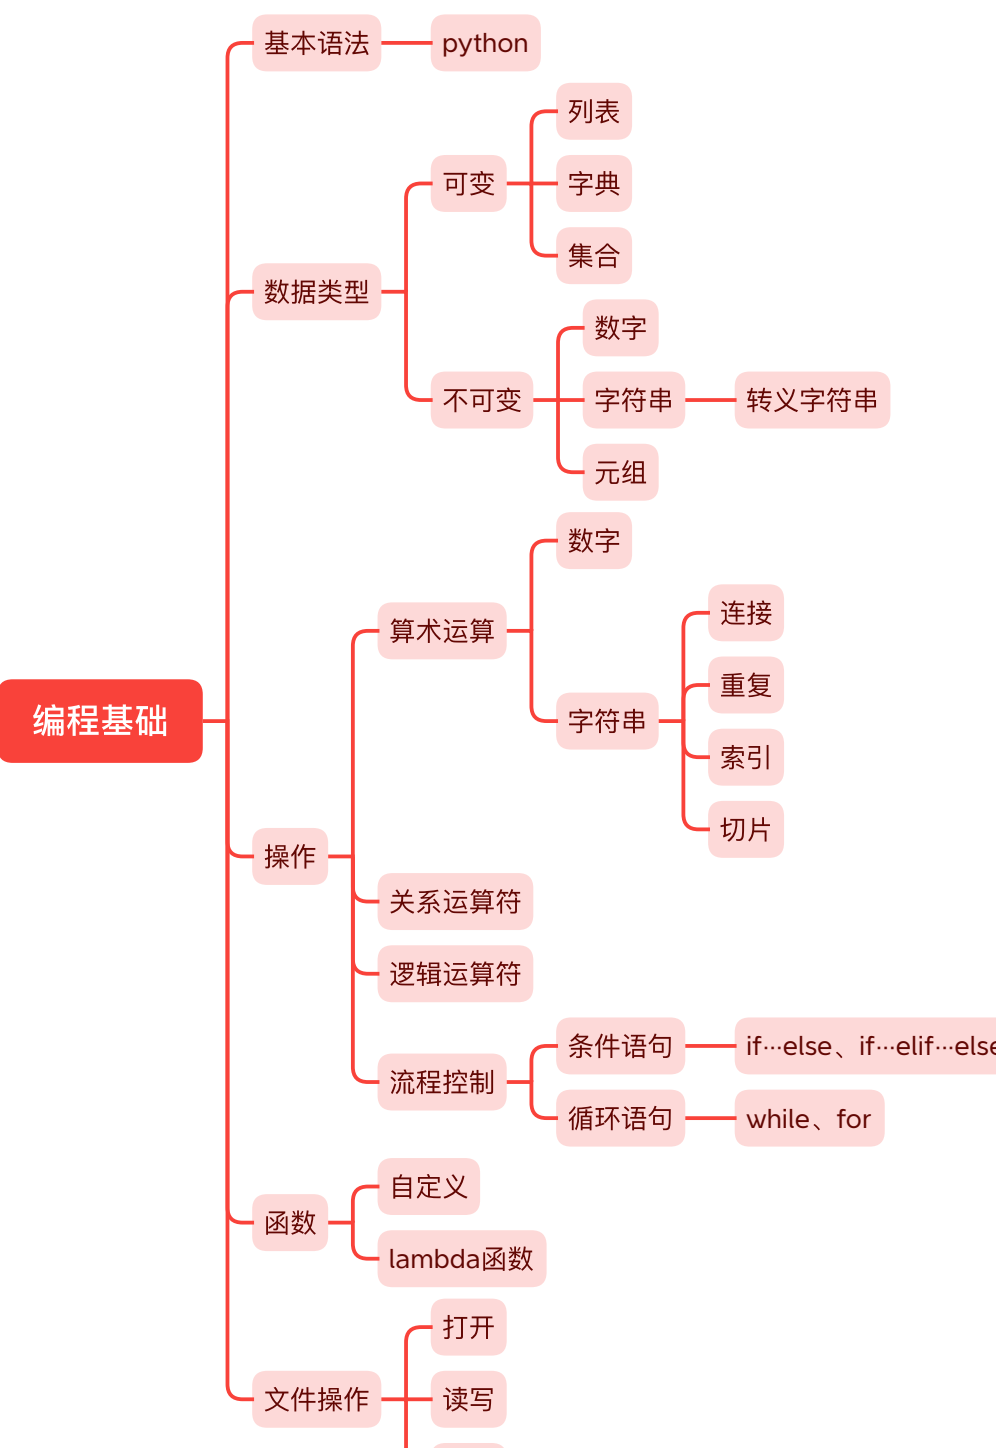 基本语法
python
列表
可变
字典
集合
数据类型
数字
不可变
字符串
转义字符串
元组
数字
算术运算
连接
重复
字符串
索引
切片
编程基础
操作
关系运算符
逻辑运算符
条件语句
if···else、if···elif···else
流程控制
循环语句
while、for
自定义
函数
lambda函数
打开
文件操作
读写